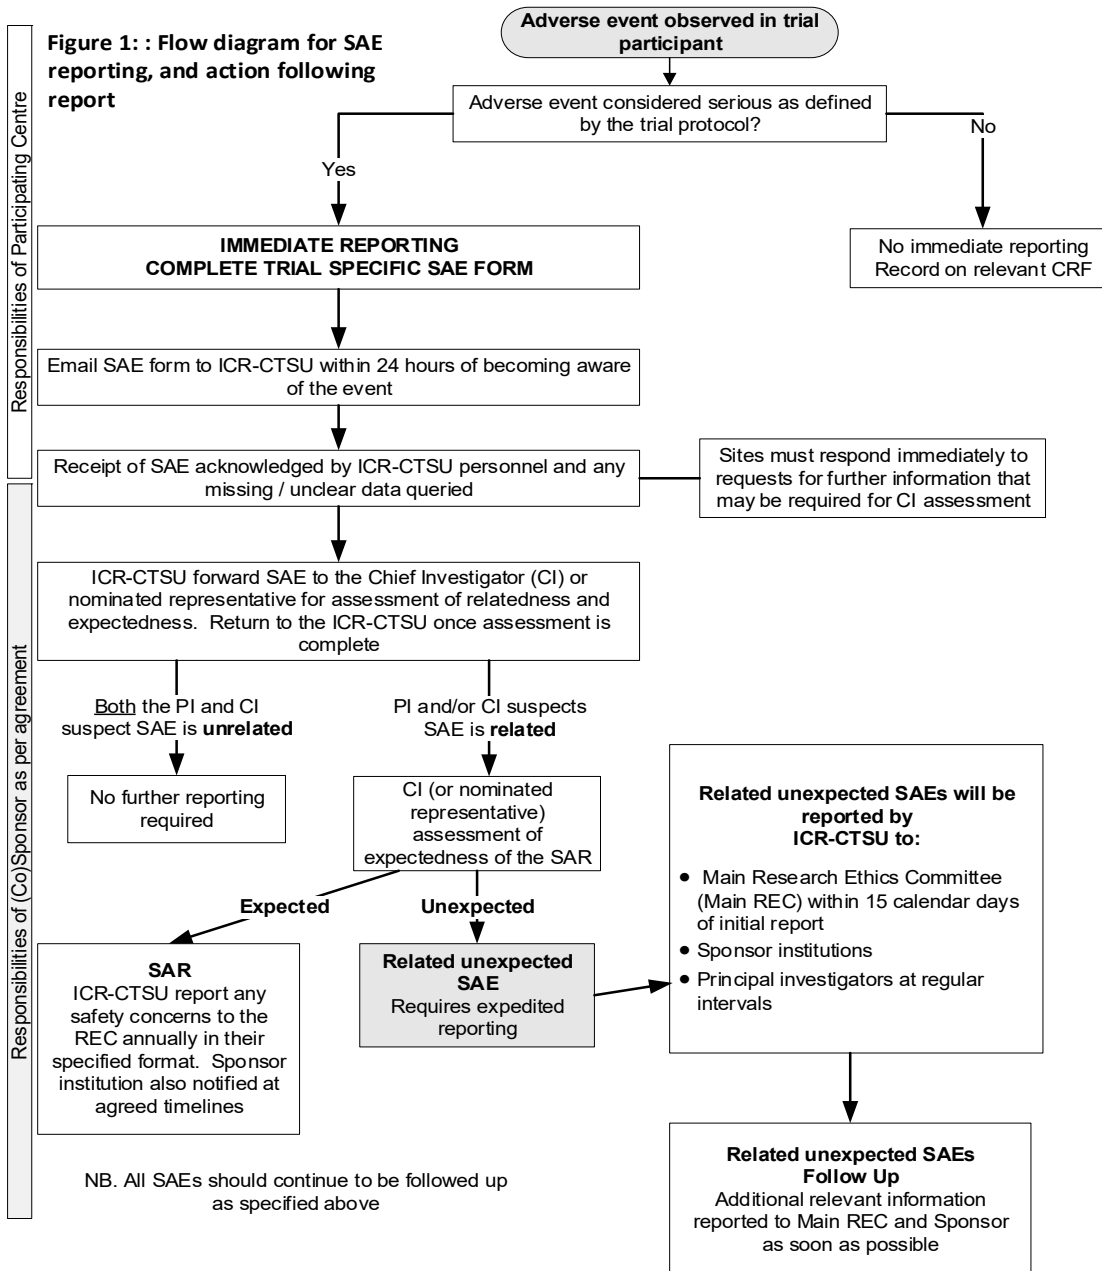 Figure 1: : Flow diagram for SAE
reporting, and action following
report
Adverse event observed in trial
participant
Adverse event considered serious as defined
by the trial protocol?
Yes
No
Responsibilities of Participating Centre
IMMEDIATE REPORTING
COMPLETE TRIAL SPECIFIC SAE FORM
No immediate reporting
Record on relevant CRF
Email SAE form to ICR-CTSU within 24 hours of becoming aware
of the event
Receipt of SAE acknowledged by ICR-CTSU personnel and any
missing / unclear data queried
Sites must respond immediately to
requests for further information that
may be required for CI assessment
Responsibilities of (Co)Sponsor as per agreement
ICR-CTSU forward SAE to the Chief Investigator (CI) or
nominated representative for assessment of relatedness and
expectedness.  Return to the ICR-CTSU once assessment is
complete
Both the PI and CI
suspect SAE is unrelated
PI and/or CI suspects
SAE is related
No further reporting
required
CI (or nominated
representative)
assessment of
expectedness of the SAR
Expected
Unexpected
SAR
ICR-CTSU report any
safety concerns to the
REC annually in their
specified format.  Sponsor
institution also notified at
agreed timelines
Related unexpected
SAE
Requires expedited
reporting
Related unexpected SAEs will be
reported by
ICR-CTSU to:
• Main Research Ethics Committee
(Main REC) within 15 calendar days
of initial report
• Sponsor institutions
• Principal investigators at regular
intervals
Related unexpected SAEs
Follow Up
Additional relevant information
reported to Main REC and Sponsor
as soon as possible
NB. All SAEs should continue to be followed up
as specified above